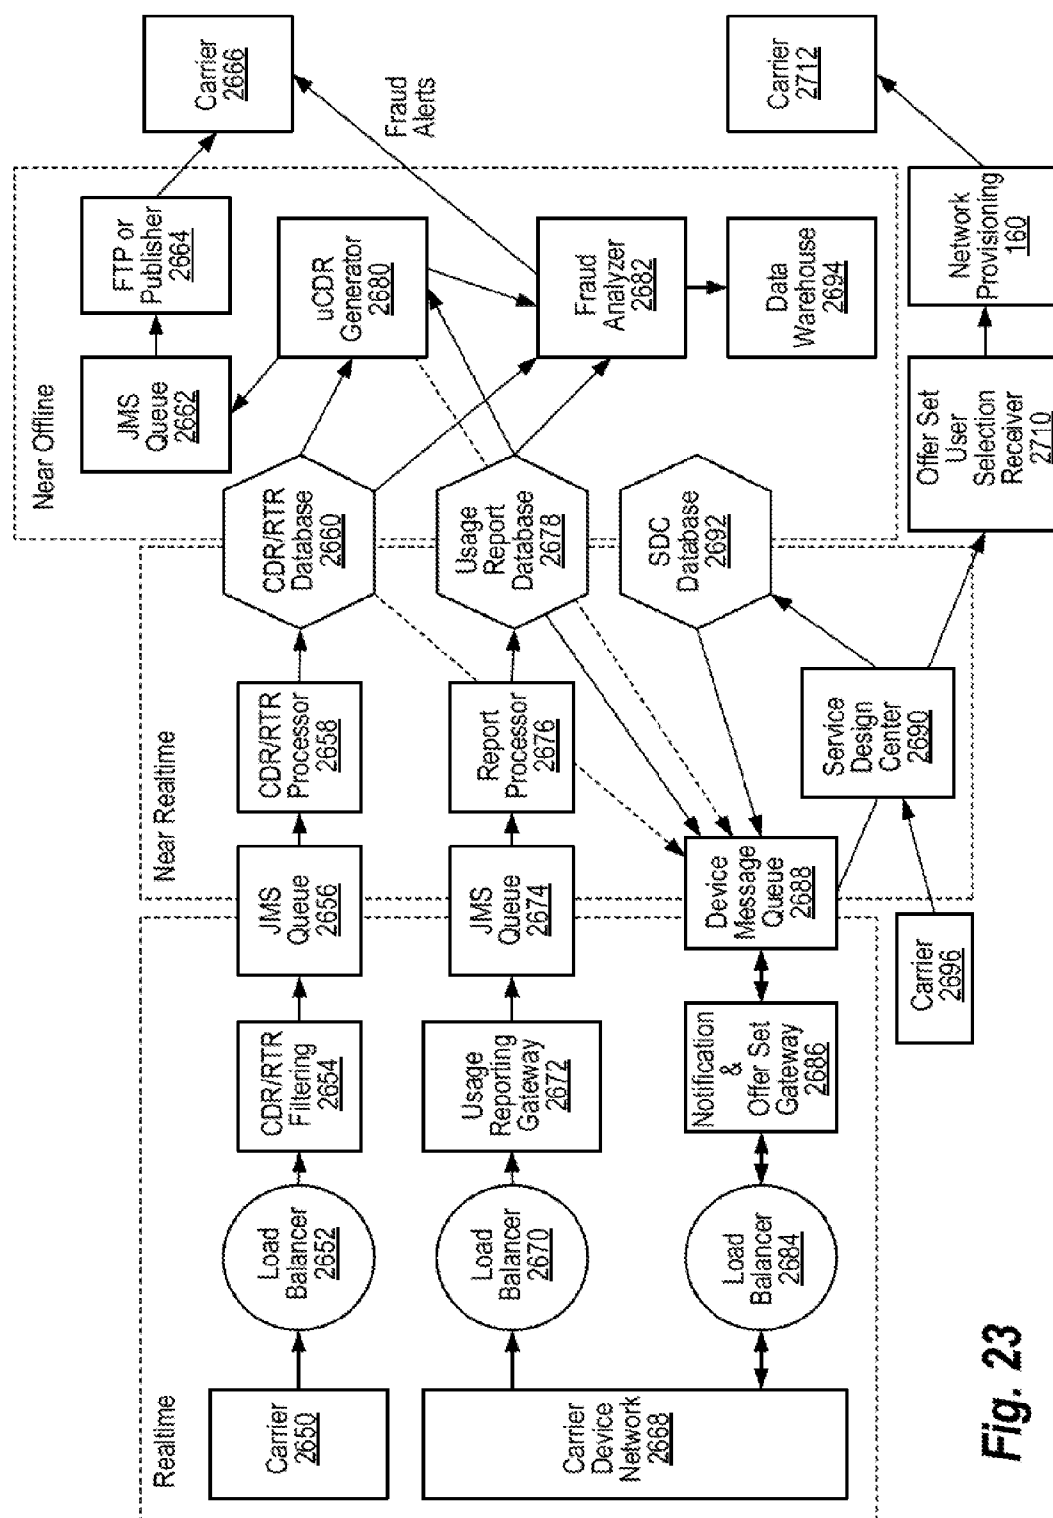 Realtime
Near Realtime
Near Offline
Carrier
2650
Load
Balancer
2652
CDR/RTR
Filtering
2654
JMS
Queue
2656
CDR/RTR
Processor
2658
CDR/RTR
Database
2660
JMS
Queue
2662
FTP or
Publisher
2664
Carrier
2666
uCDR
Generator
2680
Fraud
Alerts
Carrier
Device
Network
2668
Load
Balancer
2670
Usage
Reporting
Gateway
2672
JMS
Queue
2674
Report
Processor
2676
Usage
Report
Database
2678
Fraud
Analyzer
2682
Load
Balancer
2684
Notification
&
Offer Set
Gateway
2686
Device
Message
Queue
2688
SDC
Database
2692
Data
Warehouse
2694
Service
Design
Center
2690
Carrier
2696
Offer Set
User
Selection
Receiver
2710
Network
Provisioning
160
Carrier
2712
Fig. 23